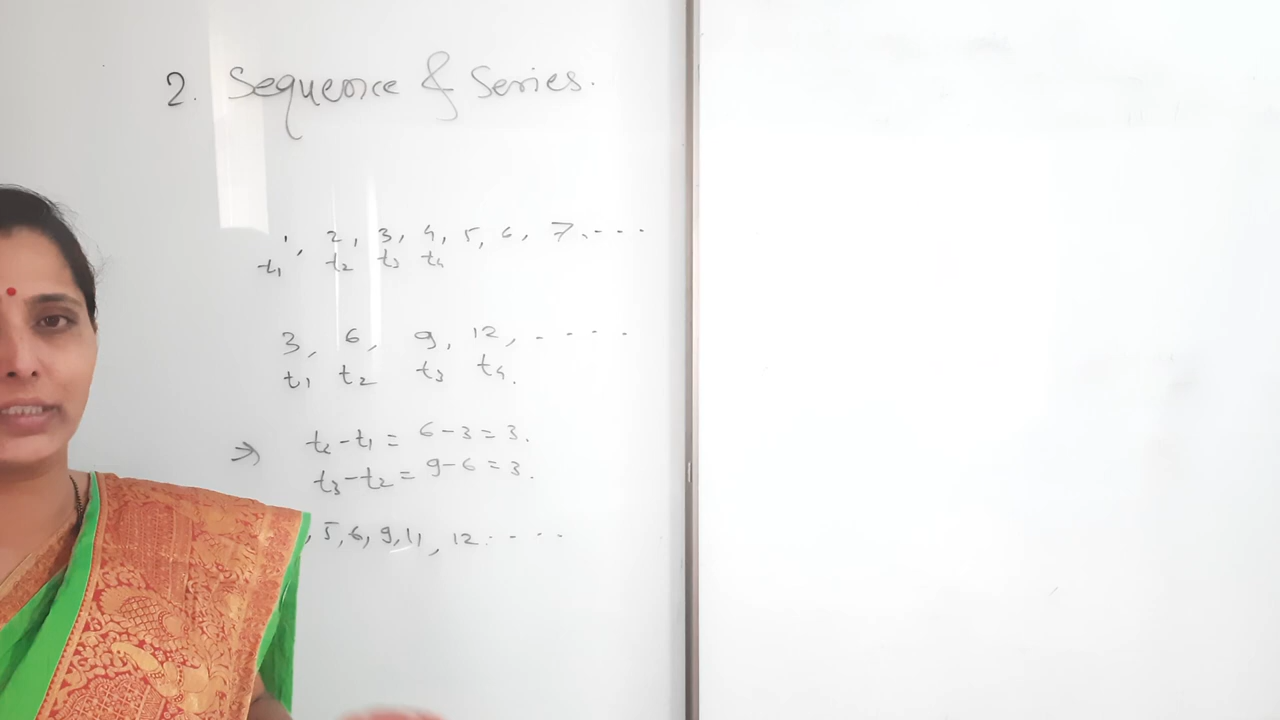 2. Sequence & Series.
1, 2, 3, 4, 5, 6, 7, - - - -
t₁ t₂ t₃ t₄
3, 6, 9, 12, - - - -
t₁ t₂ t₃ t₄.
⇒ t₂ - t₁ = 6 - 3 = 3.
t₃ - t₂ = 9 - 6 = 3.
, 5, 6, 9, 11, 12. - - - -